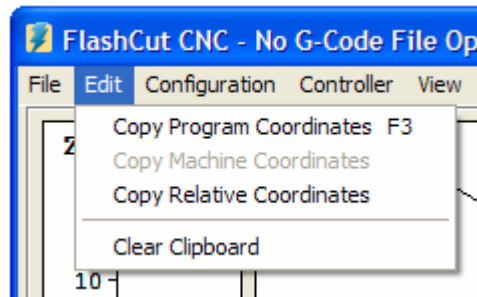 FlashCut CNC - No G-Code File Op
File Edit Configuration Controller View
Copy Program Coordinates F3
Z
Copy Machine Coordinates
Copy Relative Coordinates
Clear Clipboard
10